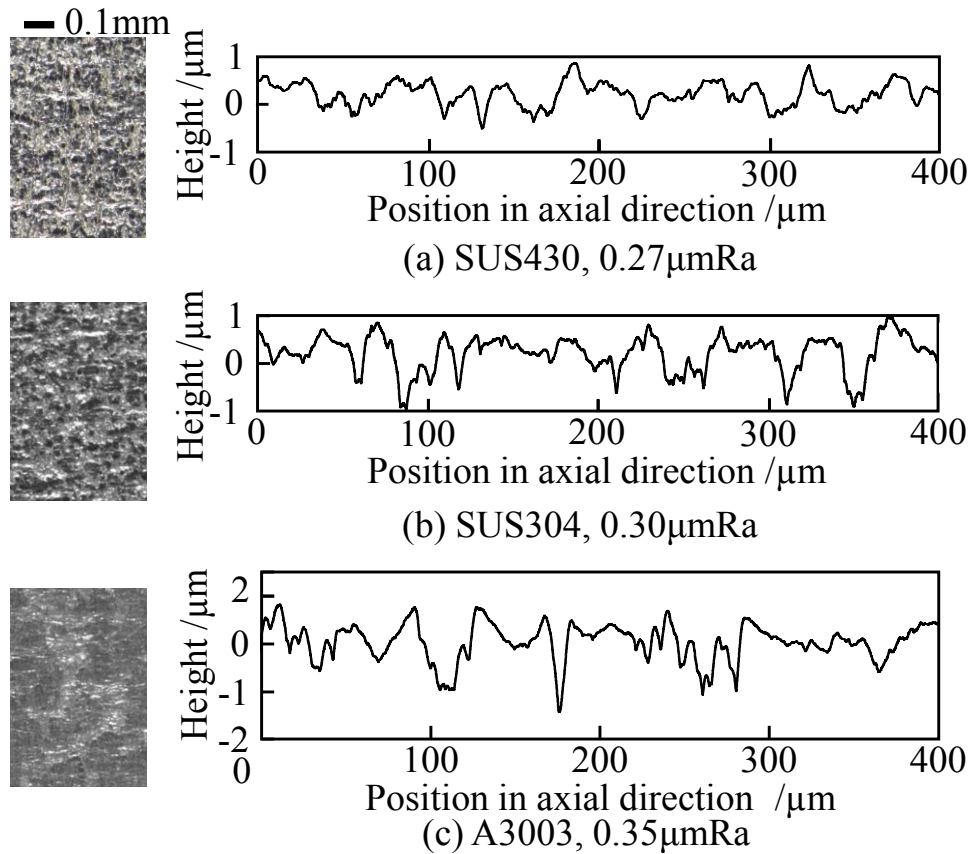 0.1mm
Height /μm
1
0
-1
0
100
200
300
400
Position in axial direction /μm
(a) SUS430, 0.27μmRa
Height /μm
1
0
-1
0
100
200
300
400
Position in axial direction /μm
(b) SUS304, 0.30μmRa
Height /μm
2
0
-1
-2
0
100
200
300
400
Position in axial direction /μm
(c) A3003, 0.35μmRa